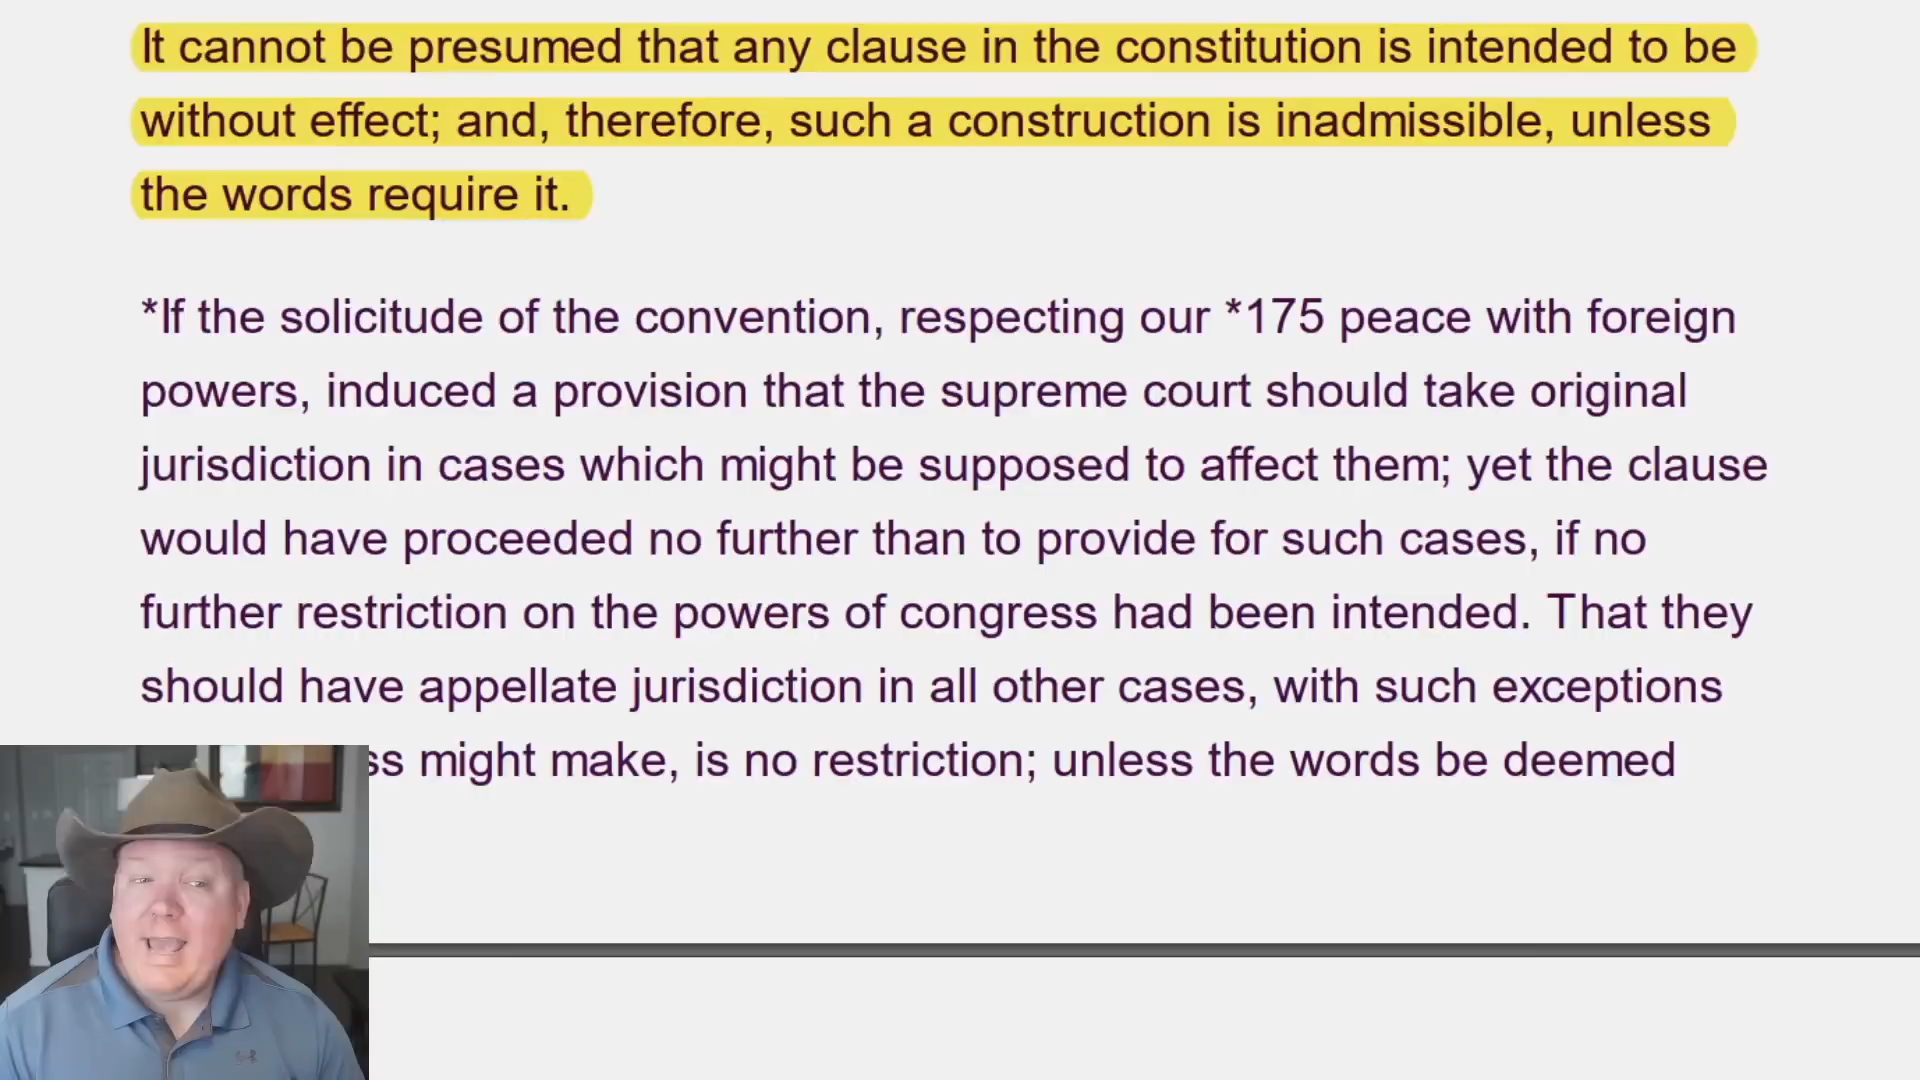 It cannot be presumed that any clause in the constitution is intended to be
without effect; and, therefore, such a construction is inadmissible, unless
the words require it.
*If the solicitude of the convention, respecting our *175 peace with foreign
powers, induced a provision that the supreme court should take original
jurisdiction in cases which might be supposed to affect them; yet the clause
would have proceeded no further than to provide for such cases, if no
further restriction on the powers of congress had been intended. That they
should have appellate jurisdiction in all other cases, with such exceptions
ss might make, is no restriction; unless the words be deemed